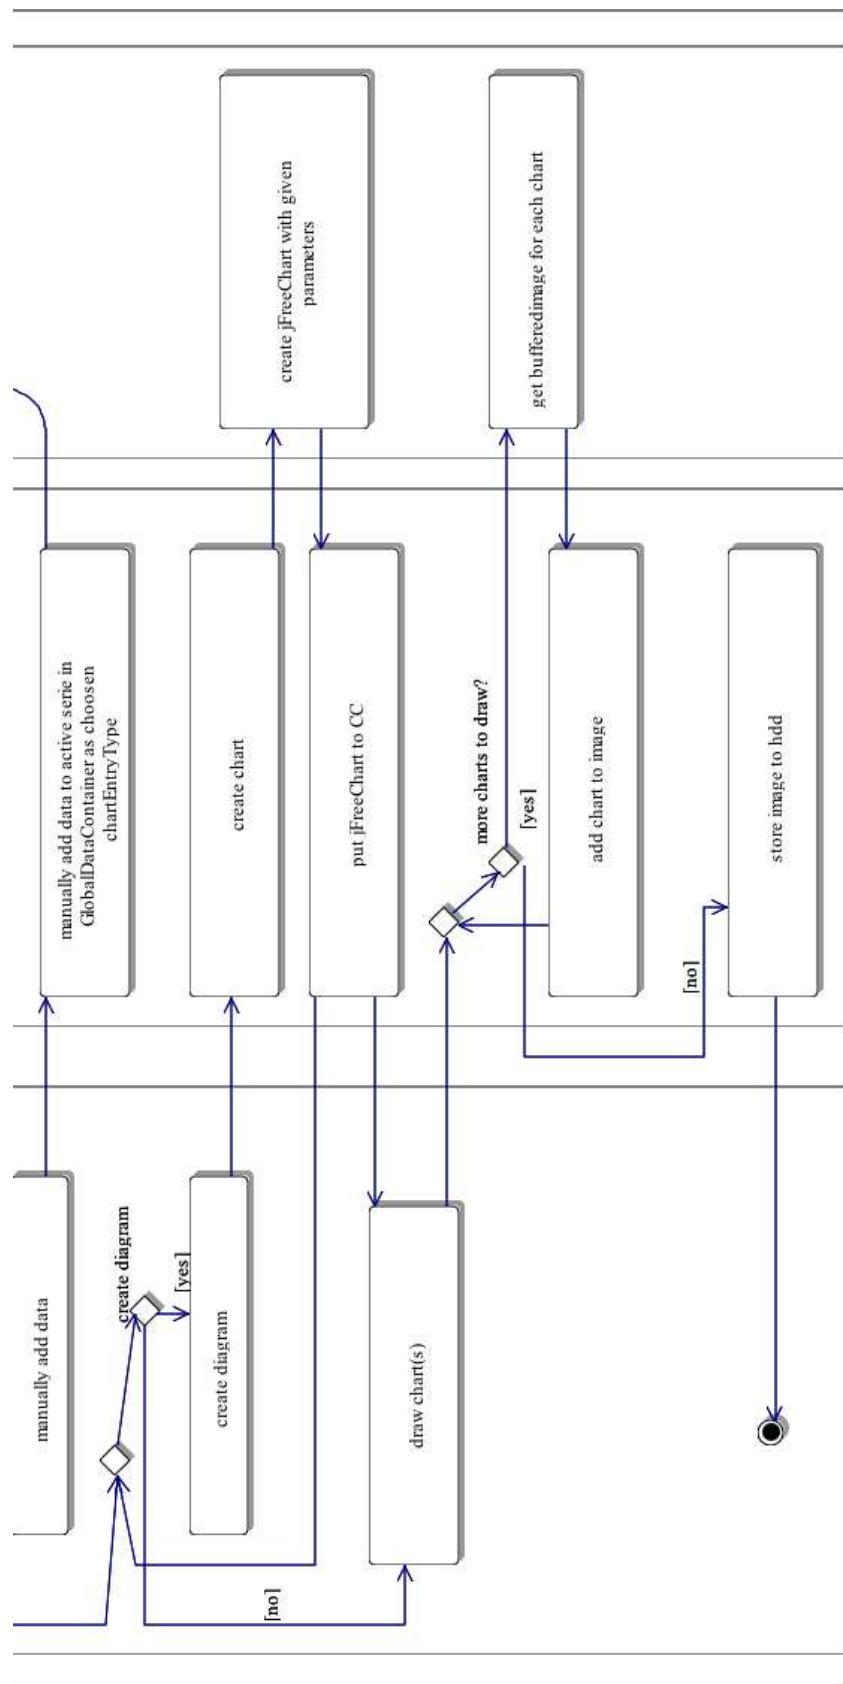 manually add data to active serie in
GlobalDataContainer as choosen
chartEntryType
manually add data
create diagram
[yes]
create diagram
[no]
create chart
create jFreeChart with given
parameters
put jFreeChart to CC
draw chart(s)
more charts to draw?
[yes]
get bufferedimage for each chart
add chart to image
[no]
store image to hdd